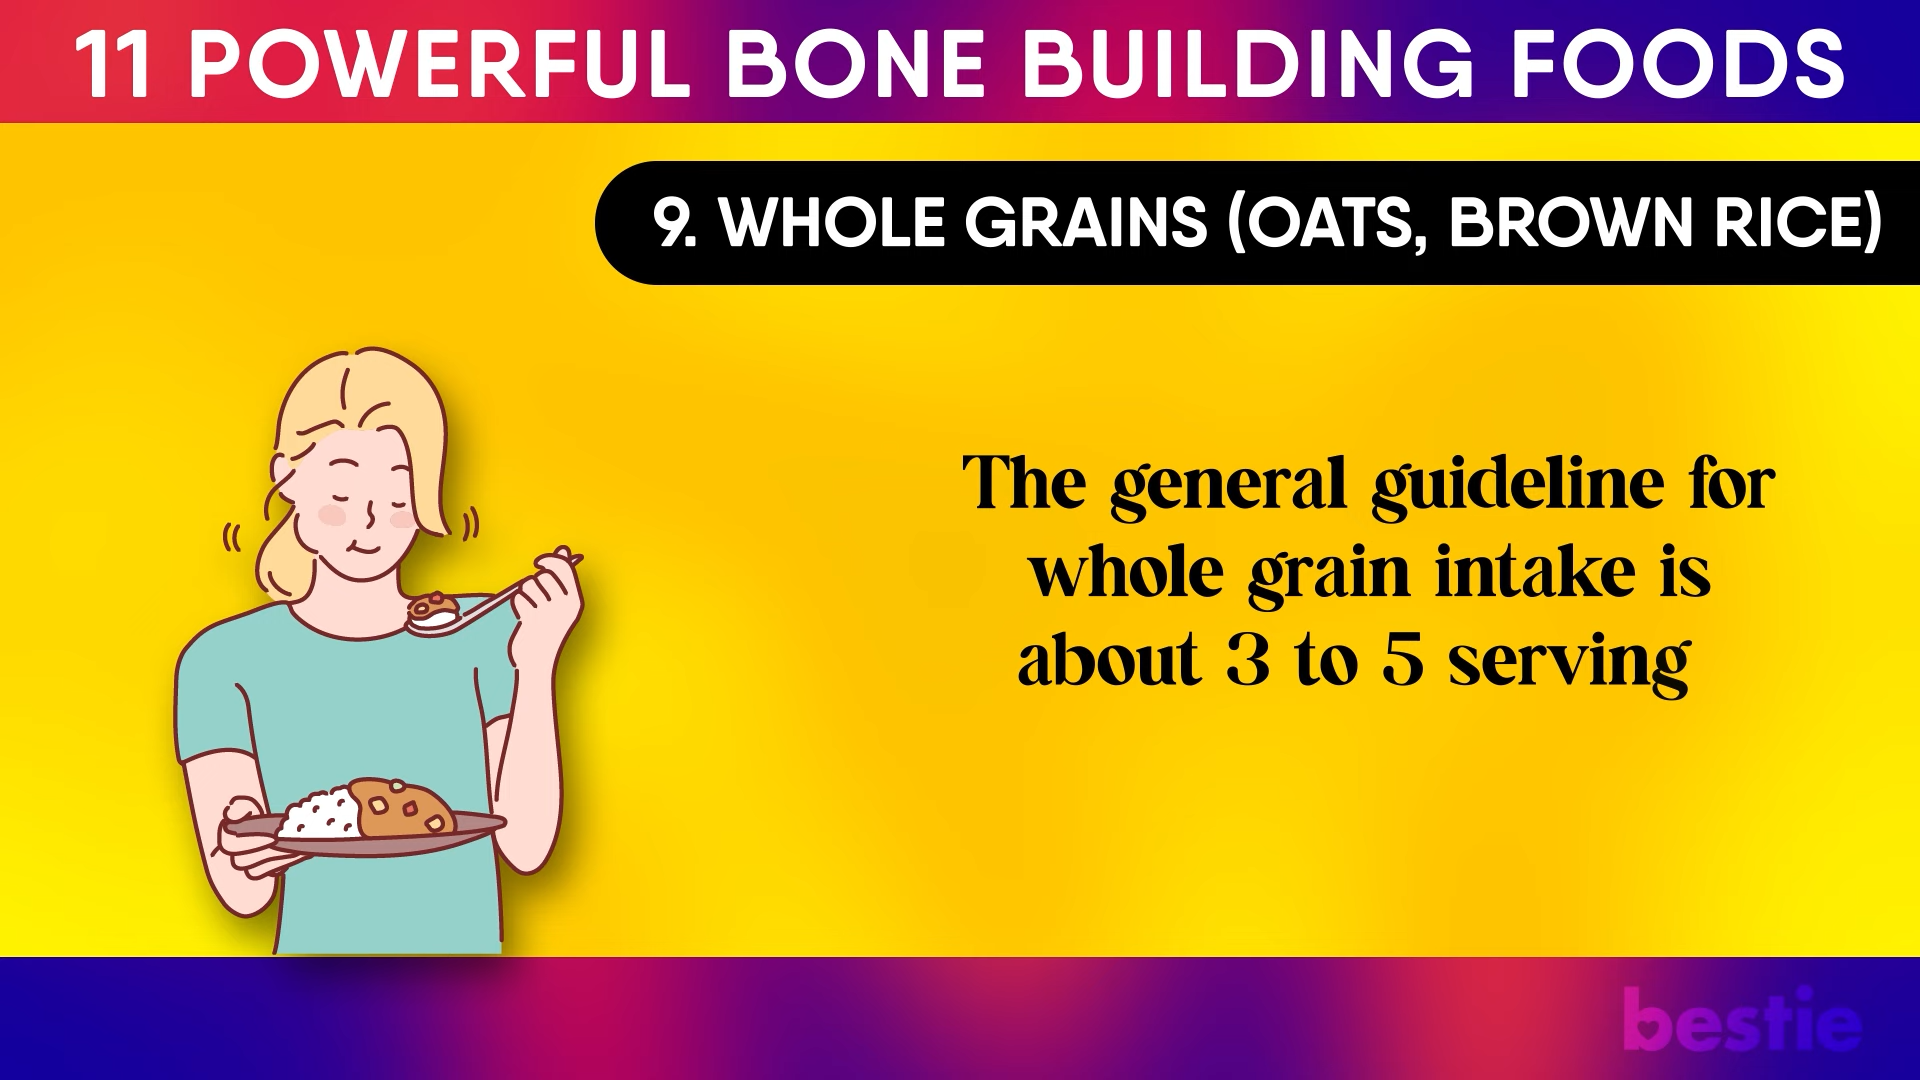 11 POWERFUL BONE BUILDING FOODS
9. WHOLE GRAINS (OATS, BROWN RICE)
The general guideline for
whole grain intake is
about 3 to 5 serving
bestie